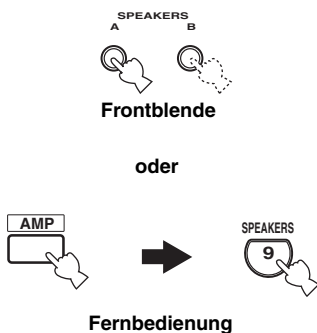 SPEAKERS
A B
Frontblende
oder
AMP SPEAKERS
9
Fernbedienung